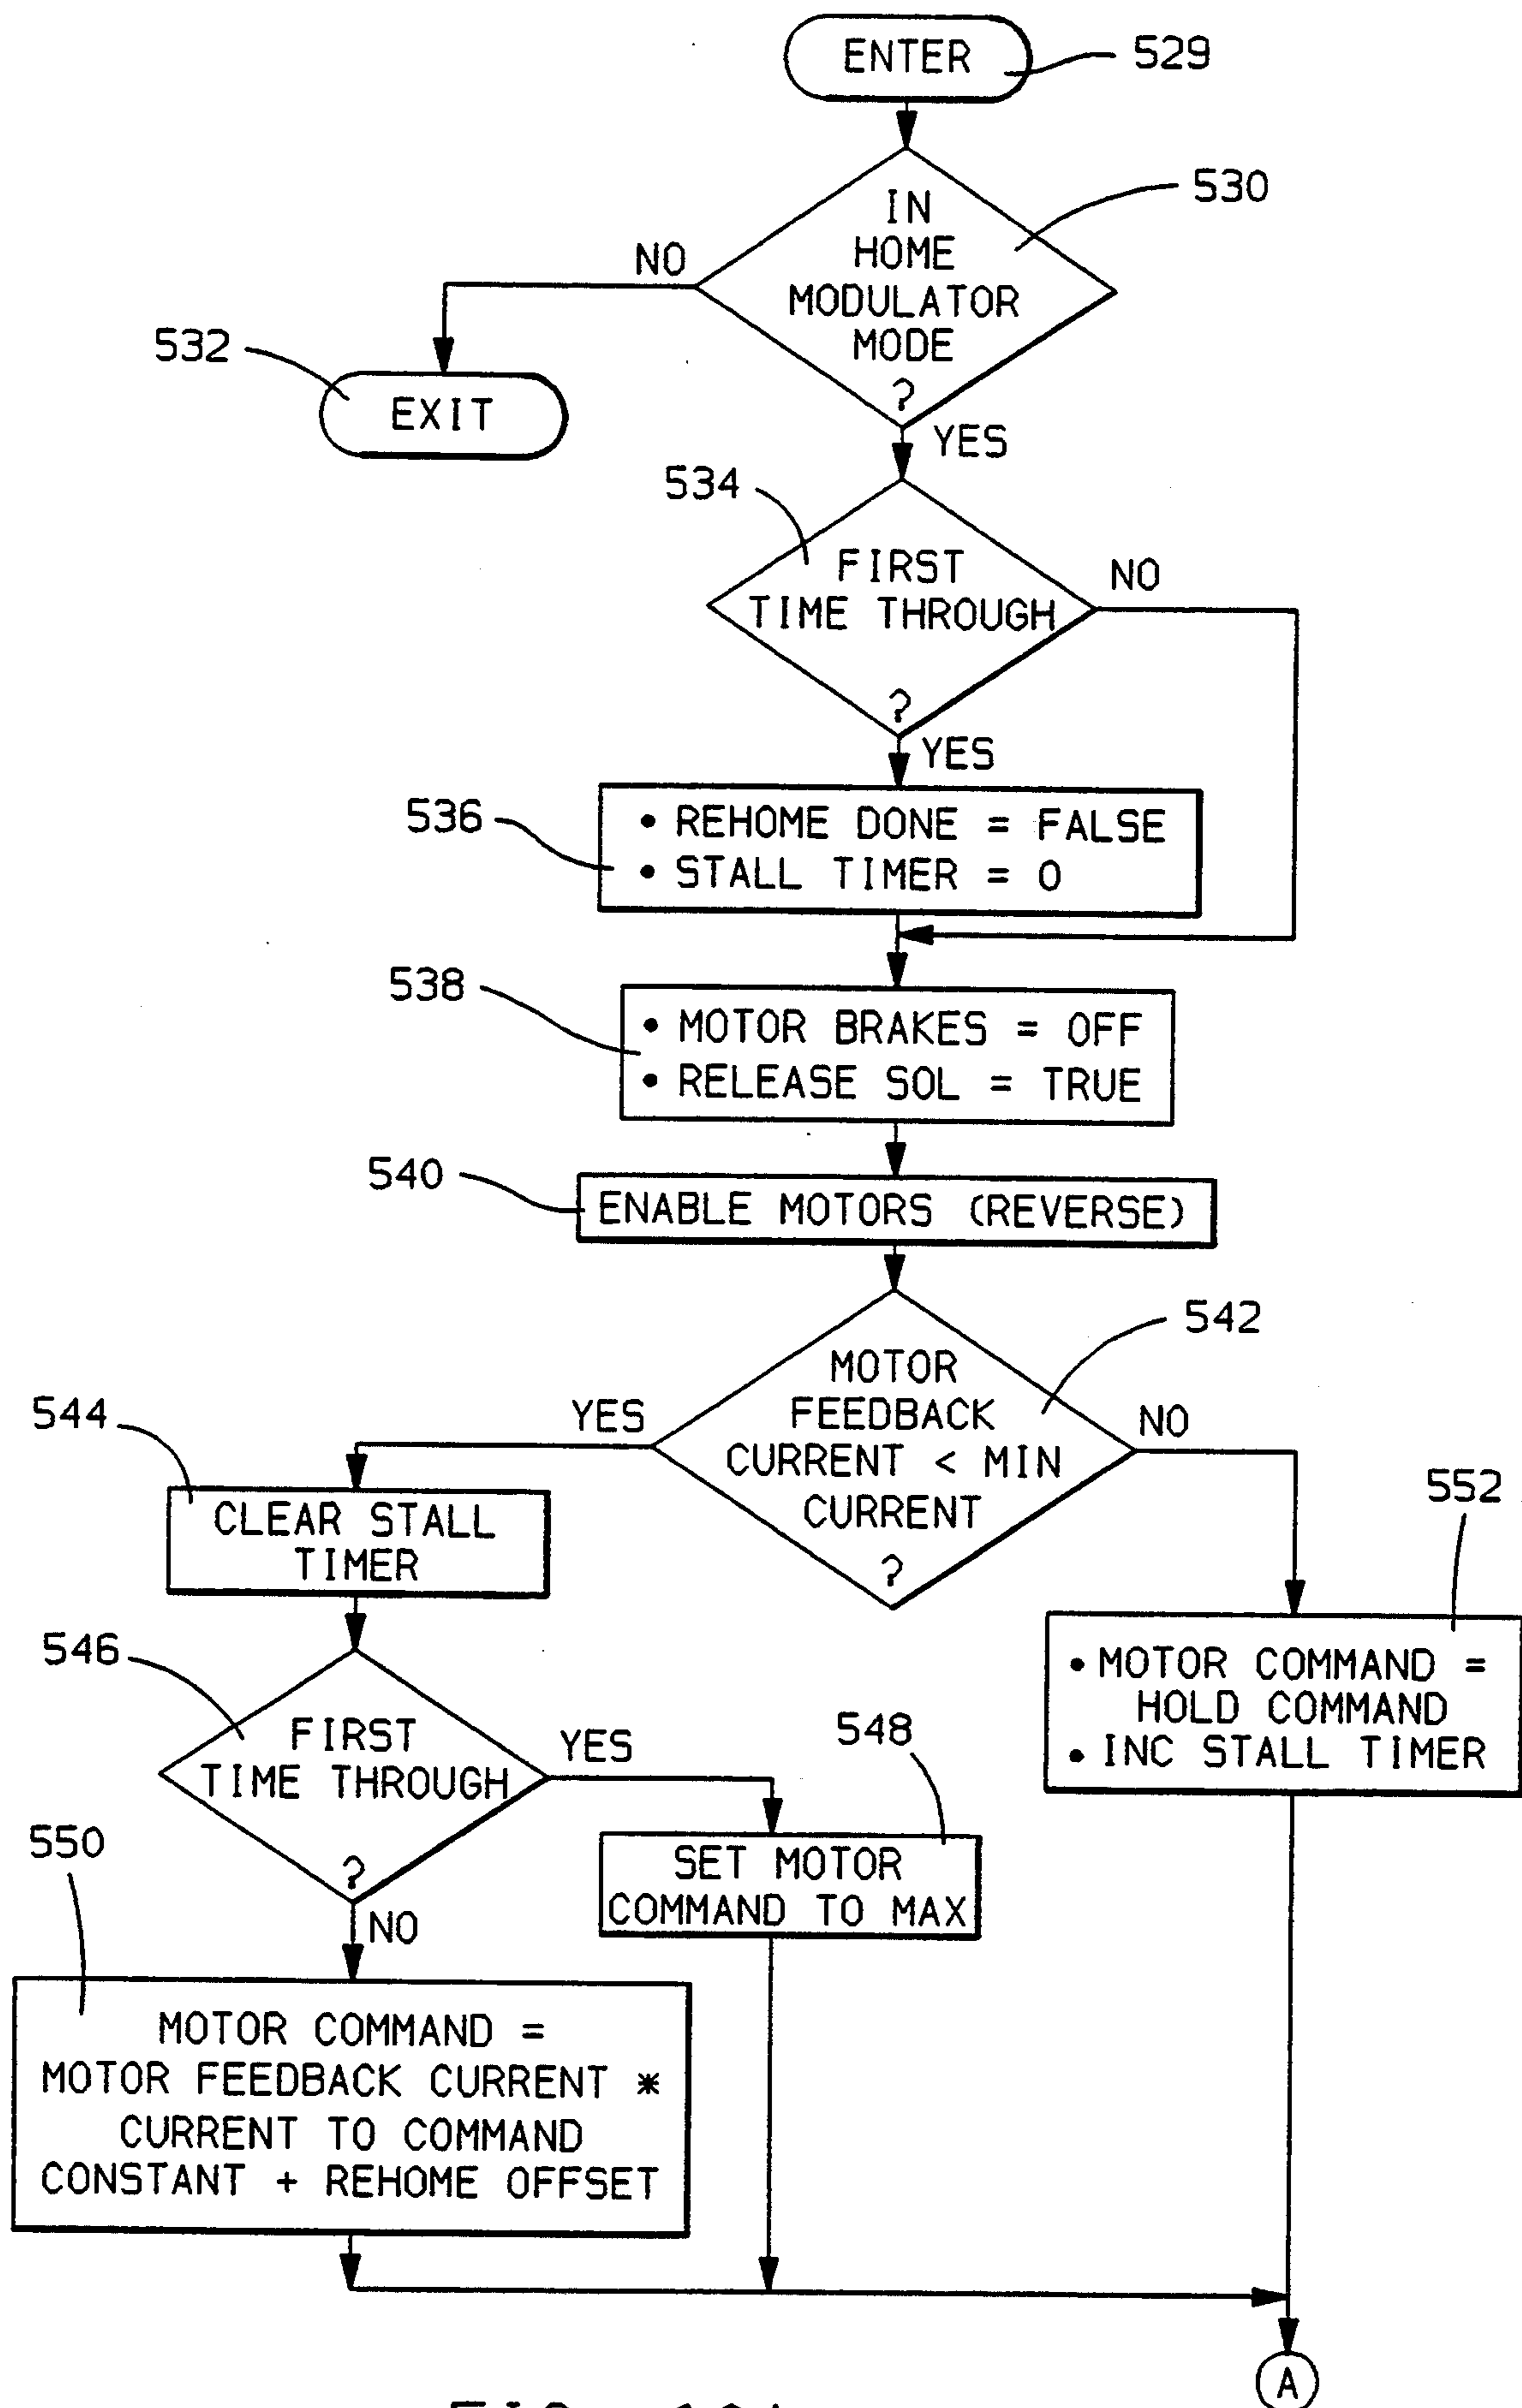 ENTER
529
IN
HOME
MODULATOR
MODE
?
530
NO
532
EXIT
YES
534
FIRST
TIME THROUGH
?
NO
YES
536
• REHOME DONE = FALSE
• STALL TIMER = 0
538
• MOTOR BRAKES = OFF
• RELEASE SOL = TRUE
540
ENABLE MOTORS (REVERSE)
542
MOTOR
FEEDBACK
CURRENT < MIN
CURRENT
?
YES
NO
544
CLEAR STALL
TIMER
552
• MOTOR COMMAND =
HOLD COMMAND
• INC STALL TIMER
546
FIRST
TIME THROUGH
?
YES
548
SET MOTOR
COMMAND TO MAX
NO
550
MOTOR COMMAND =
MOTOR FEEDBACK CURRENT *
CURRENT TO COMMAND
CONSTANT + REHOME OFFSET
A